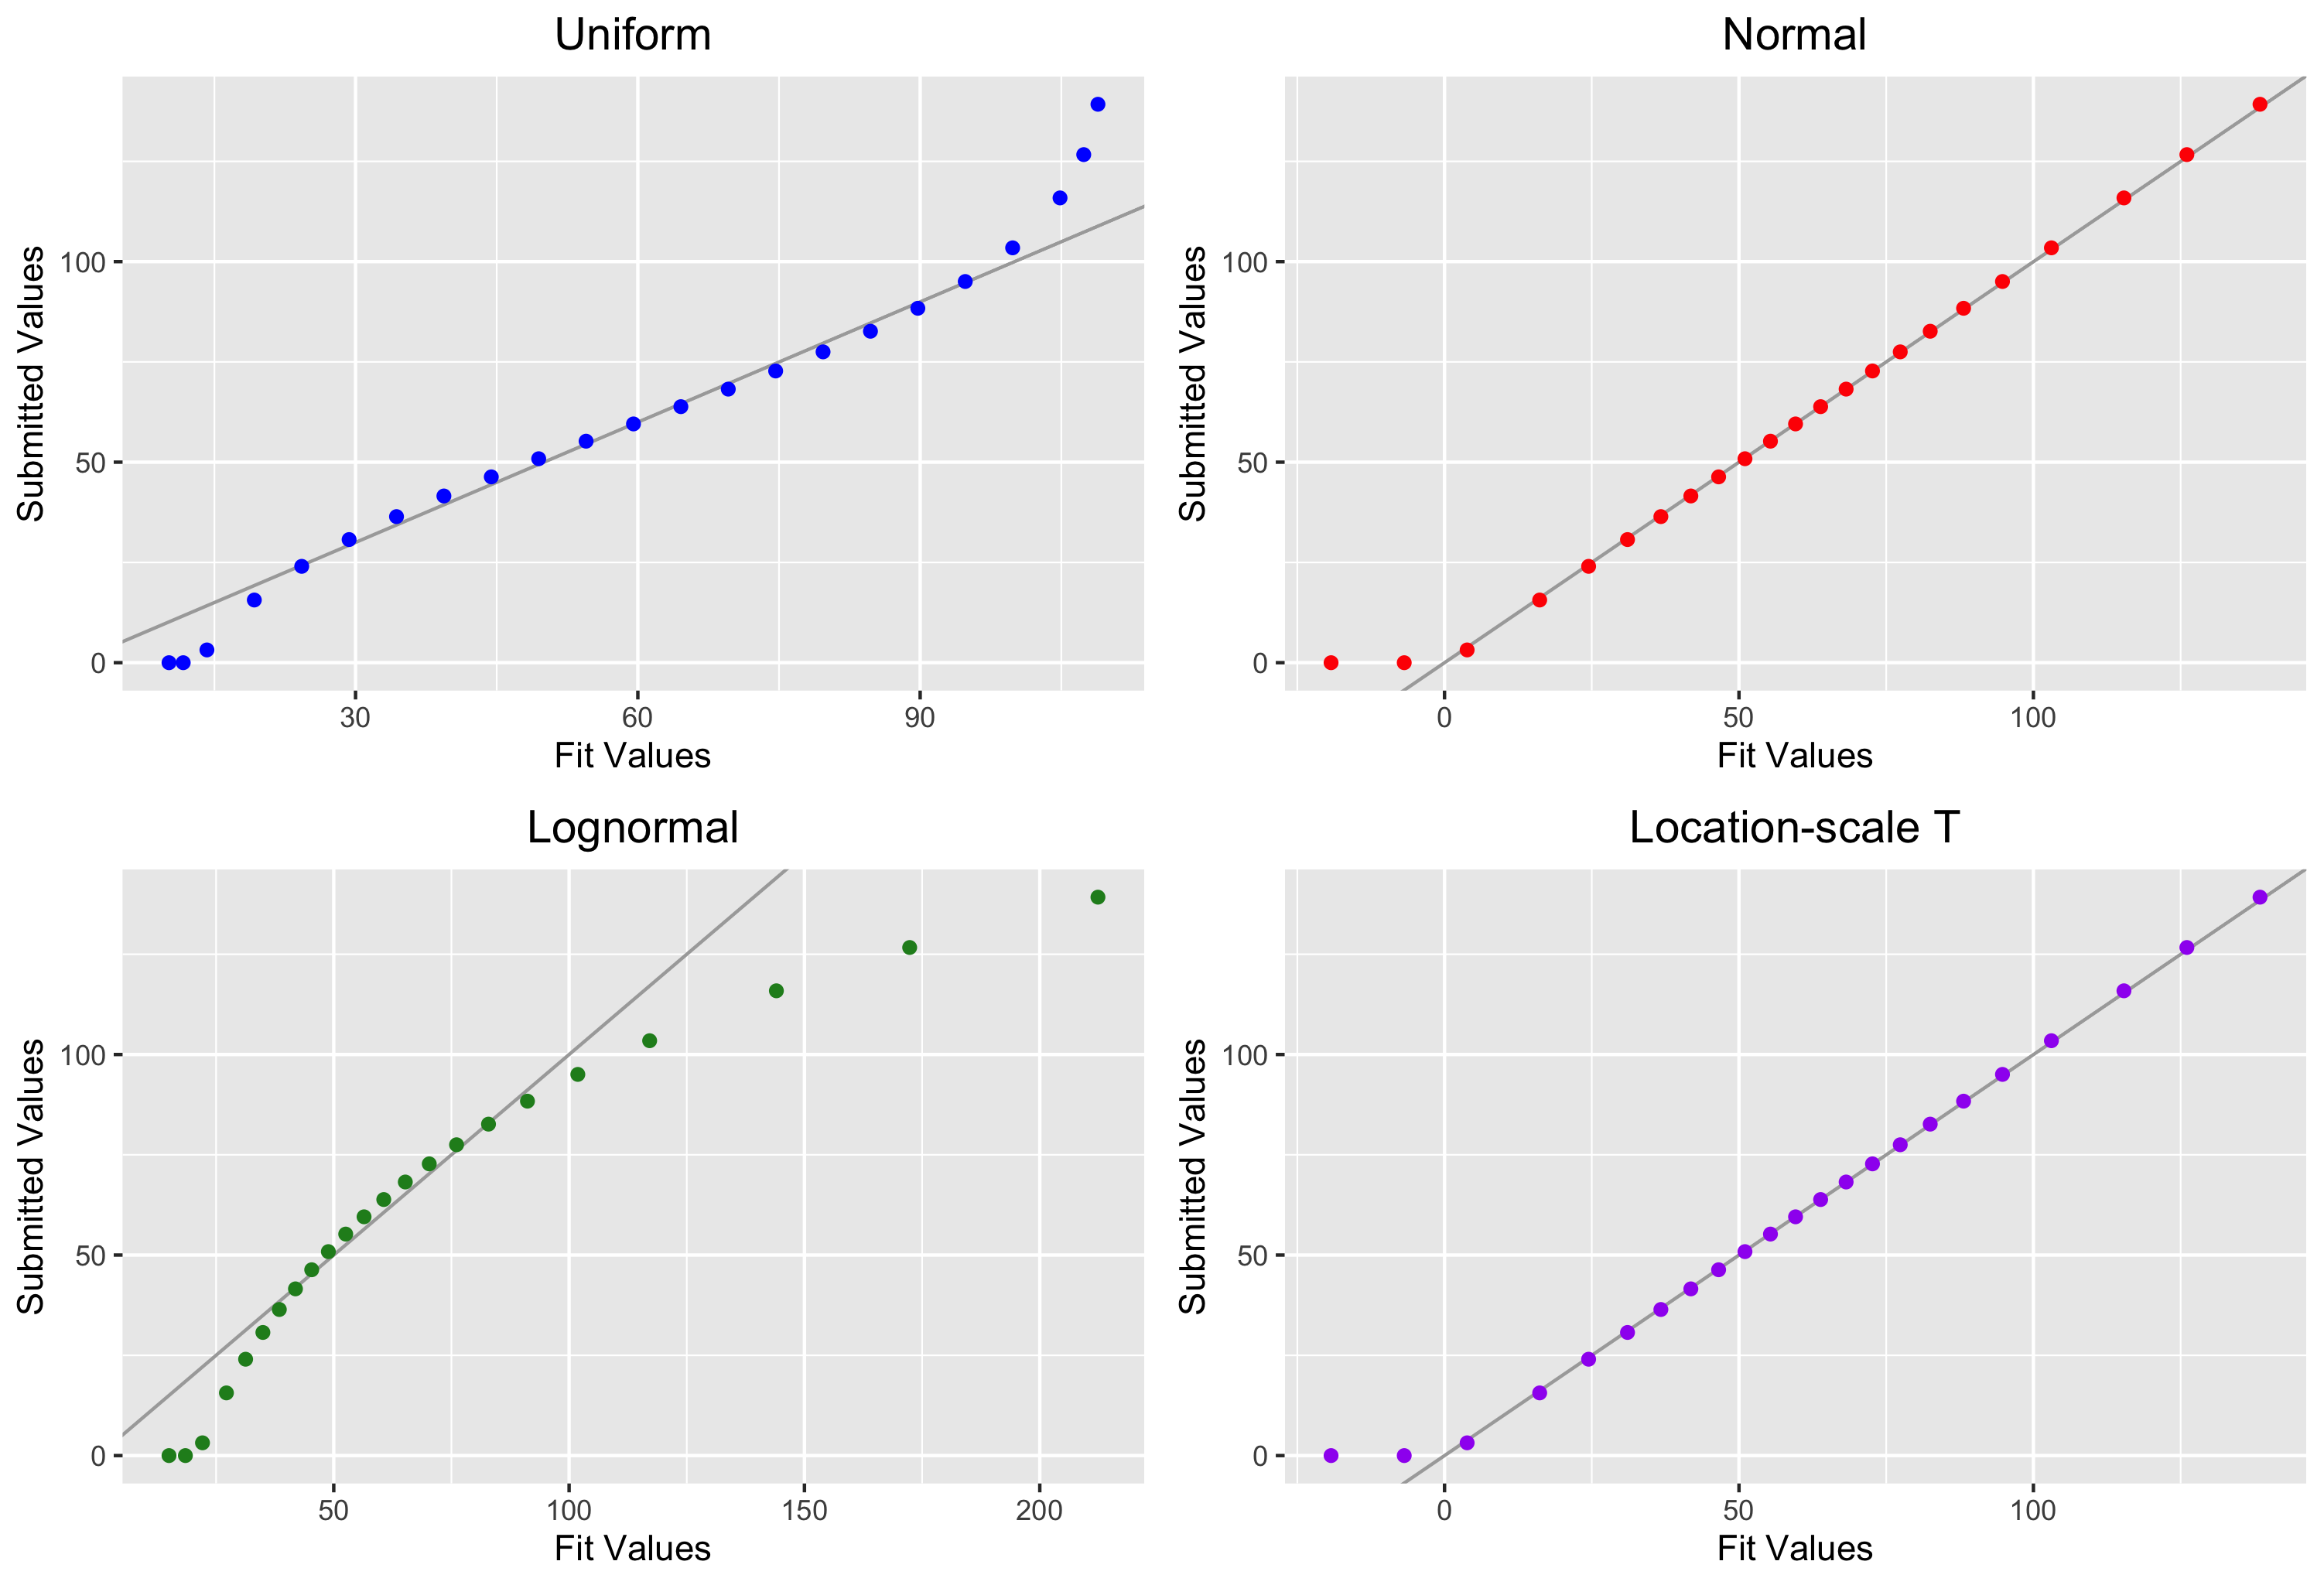 Uniform
Submitted Values
100
50
0
30 60 90
Fit Values
Normal
Submitted Values
100
50
0
0 50 100
Fit Values
Lognormal
Submitted Values
100
50
0
50 100 150 200
Fit Values
Location-scale T
Submitted Values
100
50
0
0 50 100
Fit Values